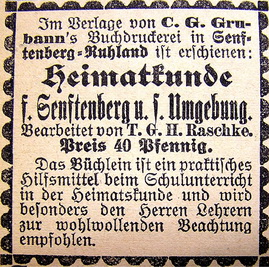 Im Verlage von C. G. Gru-
bann's Buchdruckerei in Senf-
tenberg-Ruhland ist erschienen:
Heimatkunde
f. Senftenberg u. s. Umgebung.
Bearbeitet von T. G. H. Raschke.
Preis 40 Pfennig.
Das Büchlein ist ein praktisches
Hilfsmittel beim Schulunterricht
in der Heimatskunde und wird
besonders den Herren Lehrern
zur wohlwollenden Beachtung
empfohlen.